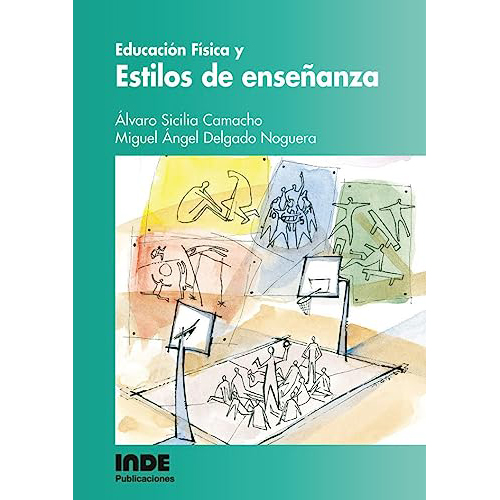 Educación Física y
Estilos de enseñanza
Álvaro Sicilia Camacho
Miguel Ángel Delgado Noguera
INDE
Publicaciones